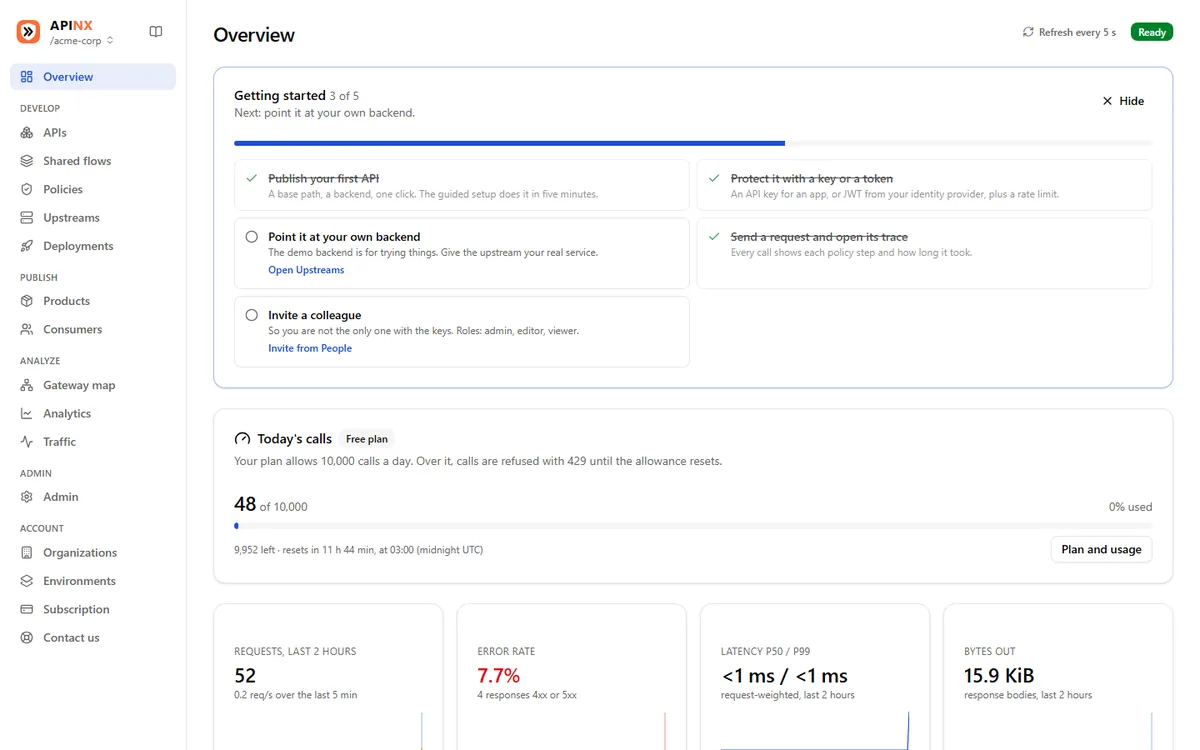 APINX
/acme-corp
Overview
DEVELOP
APIs
Shared flows
Policies
Upstreams
Deployments
PUBLISH
Products
Consumers
ANALYZE
Gateway map
Analytics
Traffic
ADMIN
Admin
ACCOUNT
Organizations
Environments
Subscription
Contact us
Overview
Refresh every 5 s
Ready
Getting started 3 of 5
Next: point it at your own backend.
Hide
Publish your first API
A base path, a backend, one click. The guided setup does it in five minutes.
Protect it with a key or a token
An API key for an app, or JWT from your identity provider, plus a rate limit.
Point it at your own backend
The demo backend is for trying things. Give the upstream your real service.
Open Upstreams
Send a request and open its trace
Every call shows each policy step and how long it took.
Invite a colleague
So you are not the only one with the keys. Roles: admin, editor, viewer.
Invite from People
Today's calls Free plan
Your plan allows 10,000 calls a day. Over it, calls are refused with 429 until the allowance resets.
48 of 10,000
0% used
9,952 left · resets in 11 h 44 min, at 03:00 (midnight UTC)
Plan and usage
REQUESTS, LAST 2 HOURS
52
0.2 req/s over the last 5 min
ERROR RATE
7.7%
4 responses 4xx or 5xx
LATENCY P50 / P99
<1 ms / <1 ms
request-weighted, last 2 hours
BYTES OUT
15.9 KiB
response bodies, last 2 hours